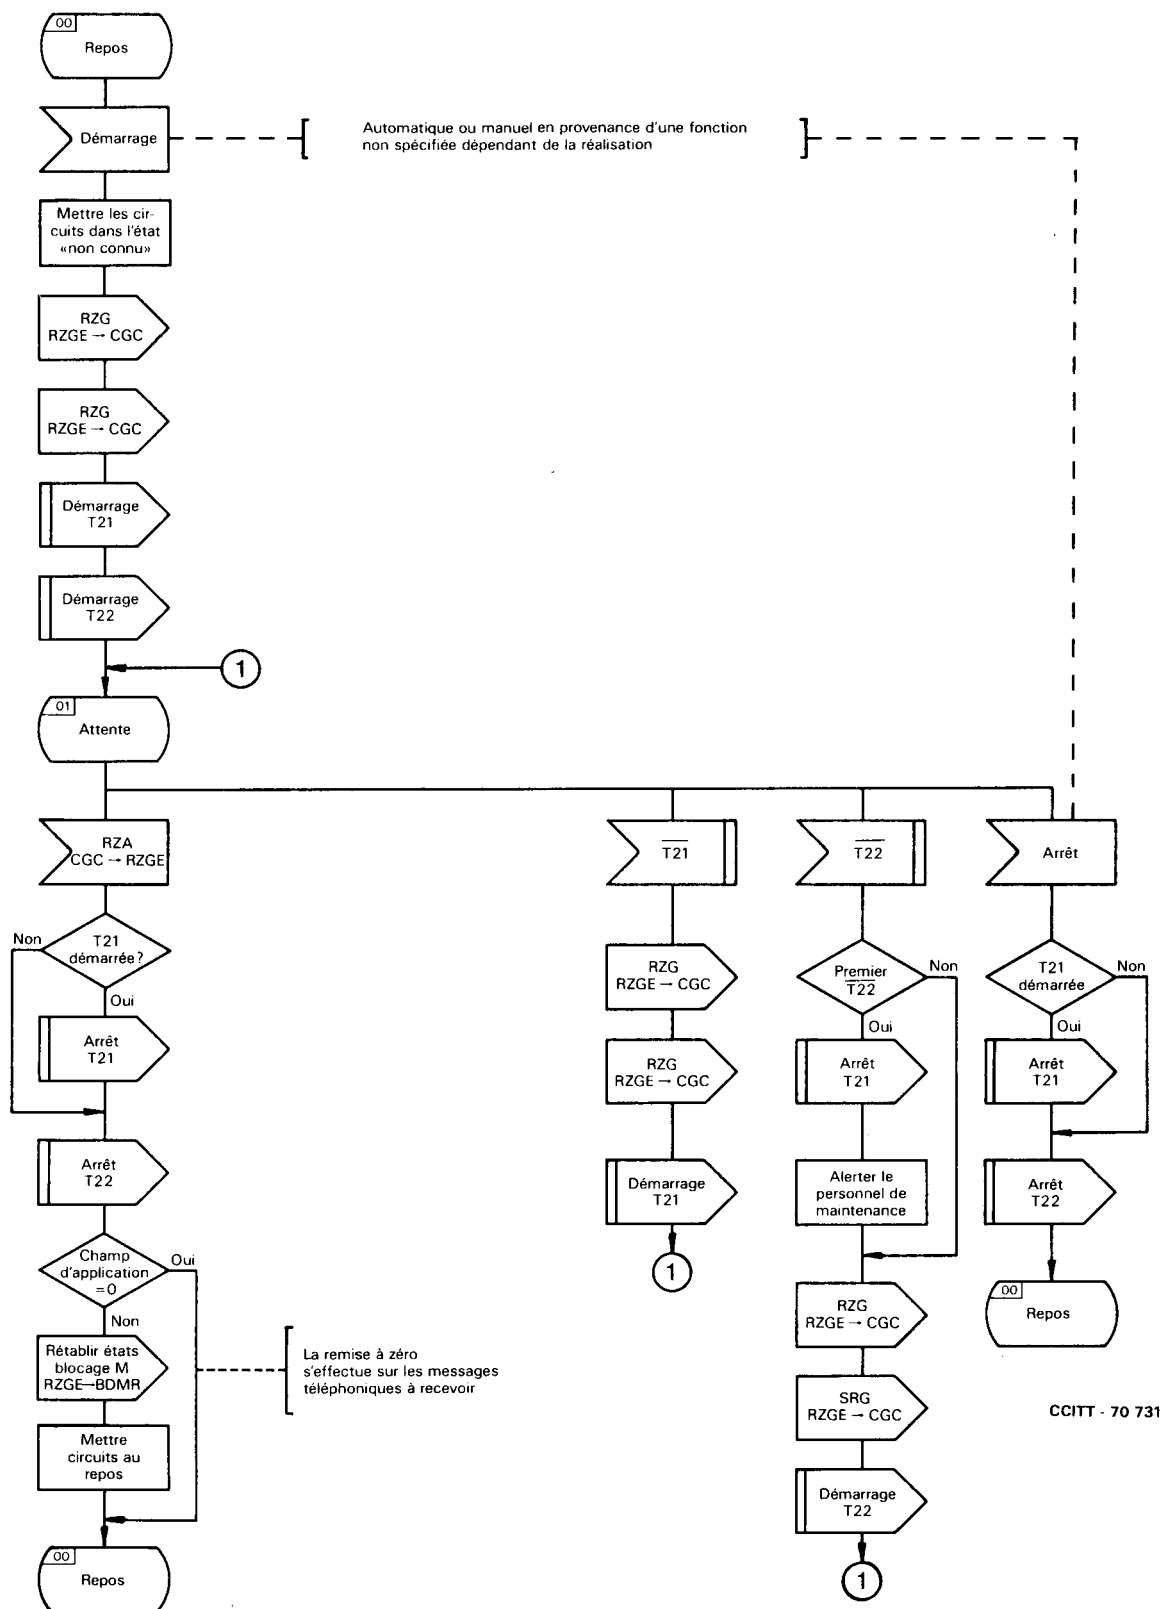 00
Repos
Démarrage
Automatique ou manuel en provenance d'une fonction
non spécifiée dépendant de la réalisation
Mettre les cir-
cuits dans l'état
«non connu»
RZG
RZGE → CGC
RZG
RZGE → CGC
Démarrage
T21
Démarrage
T22
1
01
Attente
RZA
CGC → RZGE
T21
démarrée?
Non
Oui
Arrêt
T21
Arrêt
T22
Champ
d'application
=0
Oui
Non
Rétablir états
blocage M
RZGE→BDMR
La remise à zéro
s'effectue sur les messages
téléphoniques à recevoir
Mettre
circuits au
repos
00
Repos
T21
RZG
RZGE → CGC
RZG
RZGE → CGC
Démarrage
T21
1
T22
Premier
T22
Non
Oui
Arrêt
T21
Alerter le
personnel de
maintenance
RZG
RZGE → CGC
SRG
RZGE → CGC
Démarrage
T22
1
Arrêt
T21
démarrée
Non
Oui
Arrêt
T21
Arrêt
T22
00
Repos
CCITT - 70 731